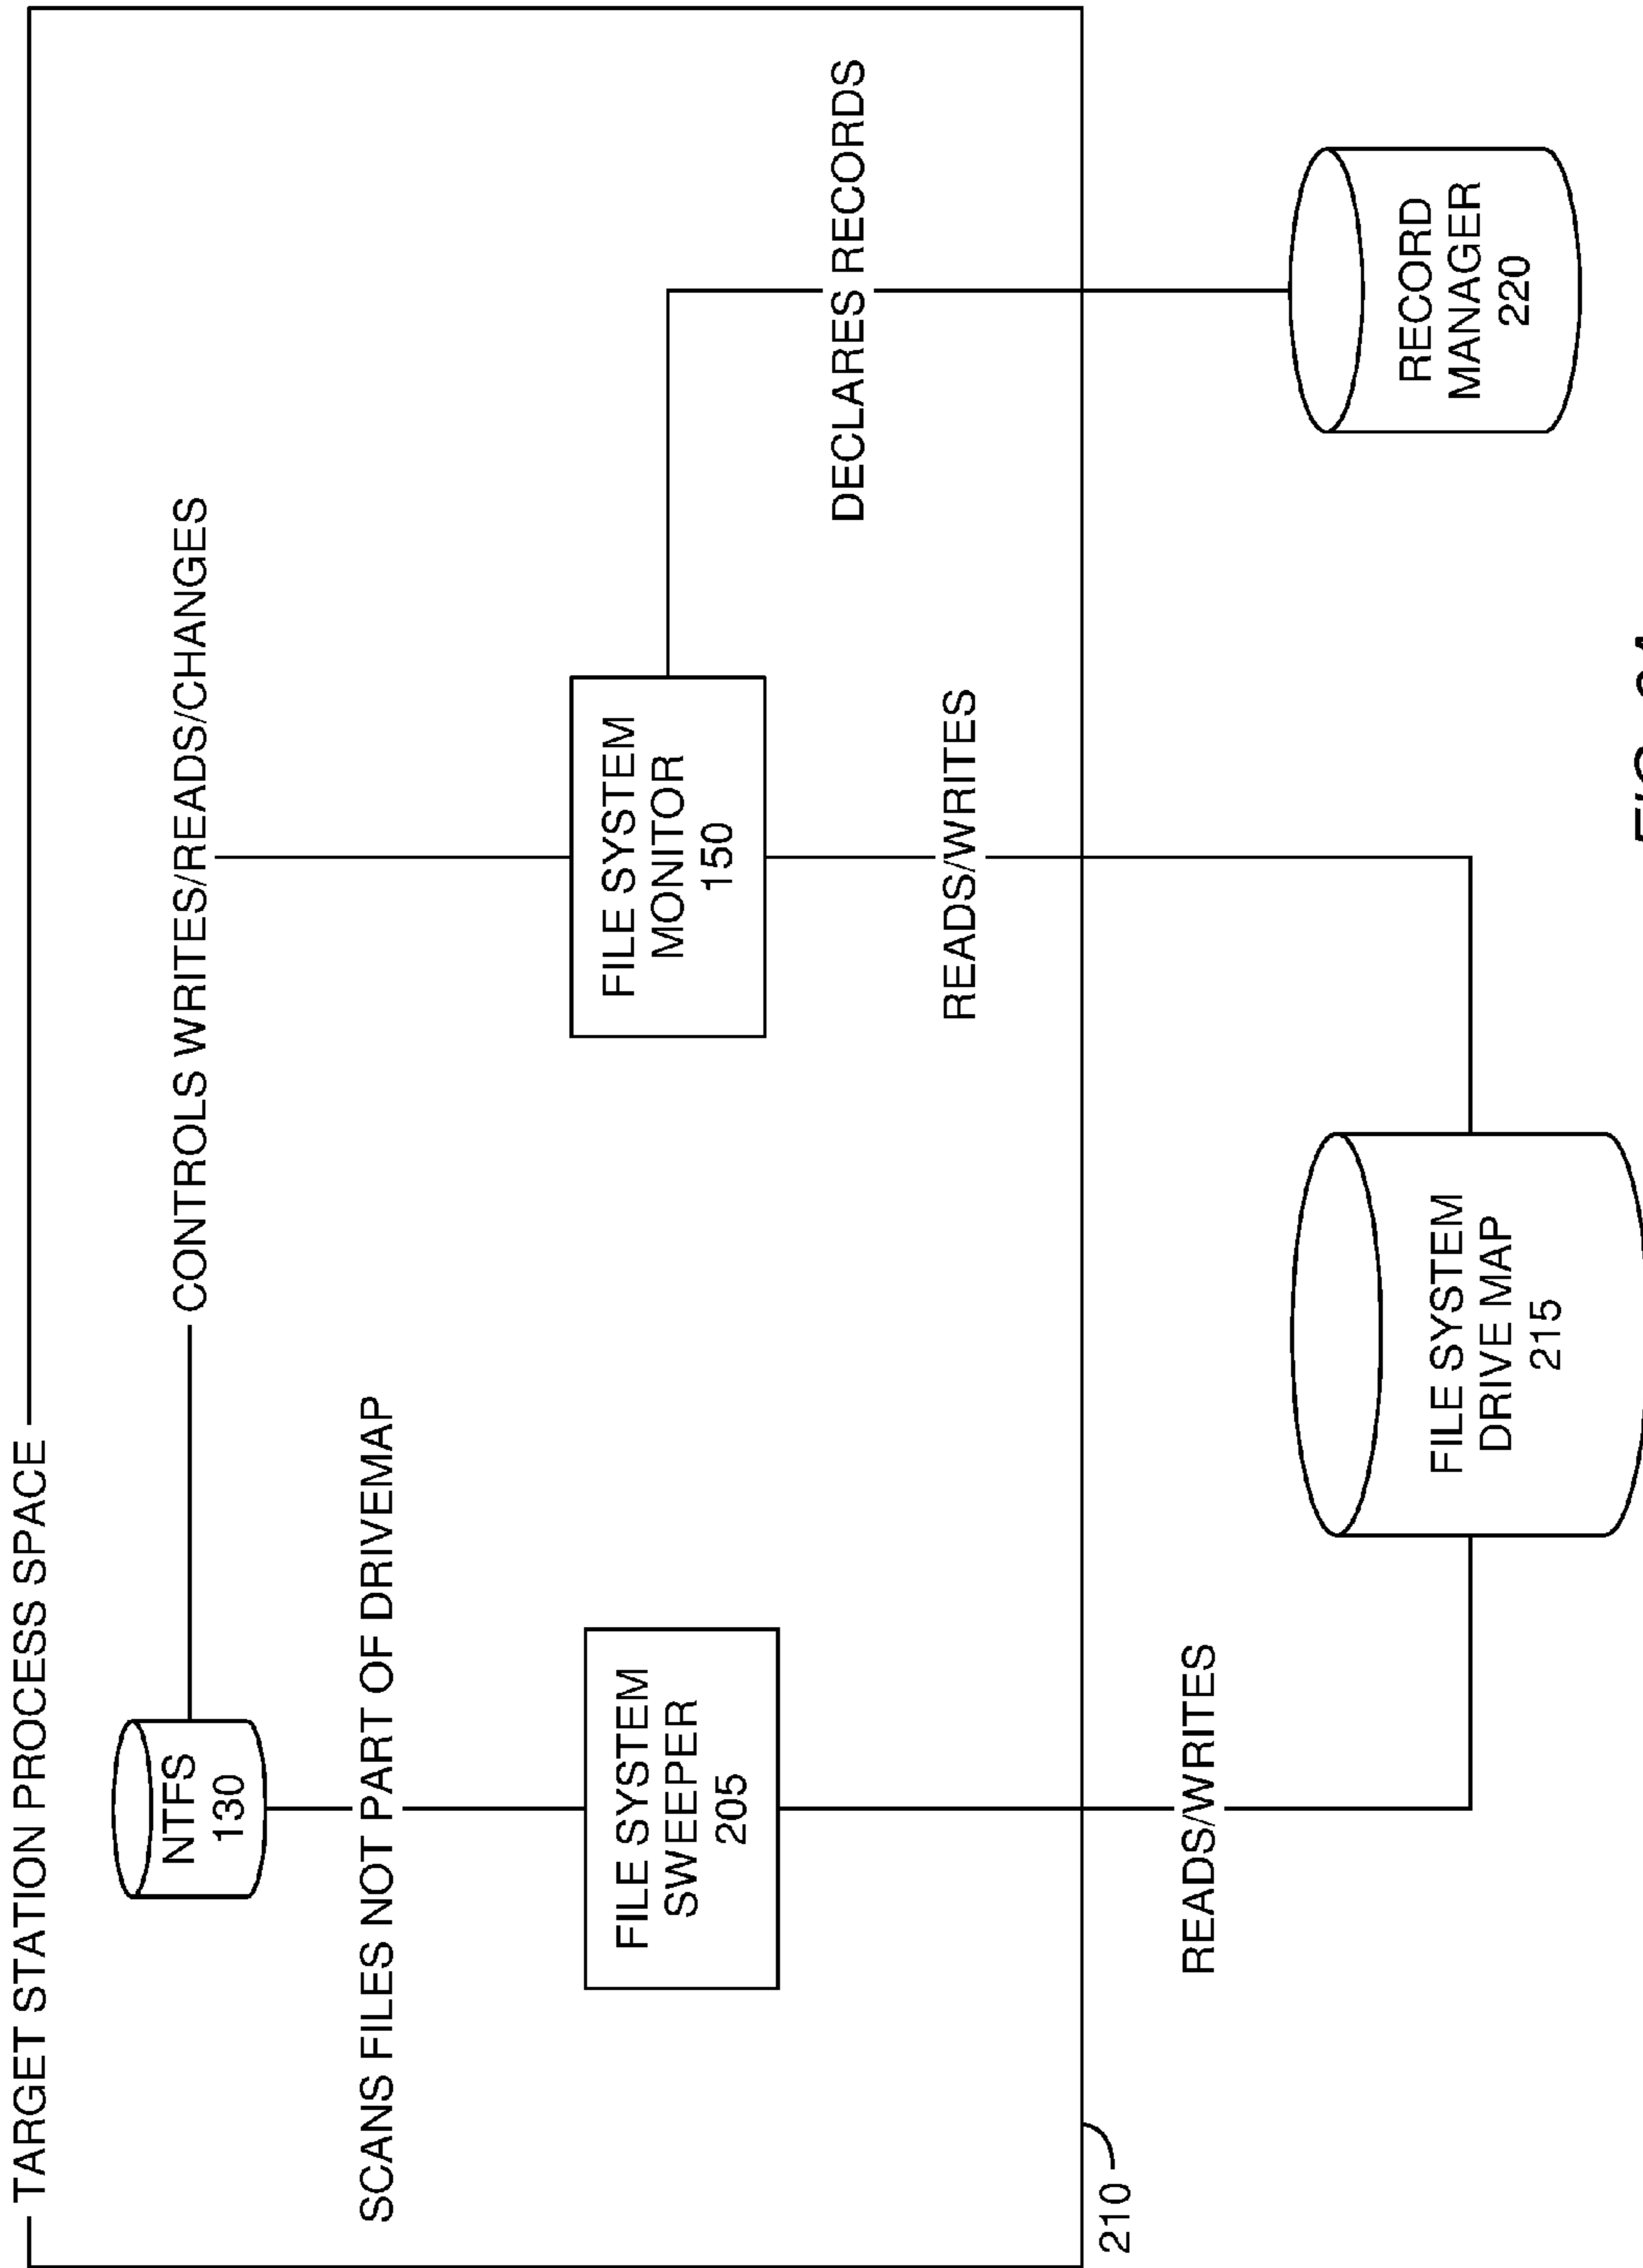 TARGET STATION PROCESS SPACE
NTFS
130
CONTROLS WRITES/READS/CHANGES
SCANS FILES NOT PART OF DRIVEMAP
FILE SYSTEM
SWEEPER
205
FILE SYSTEM
MONITOR
150
DECLARES RECORDS
READS/WRITES
210
READS/WRITES
FILE SYSTEM
DRIVE MAP
215
RECORD
MANAGER
220